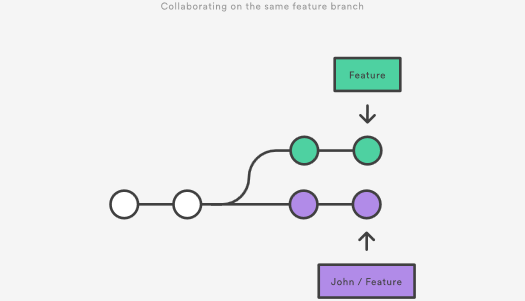 Collaborating on the same feature branch
Feature
John / Feature